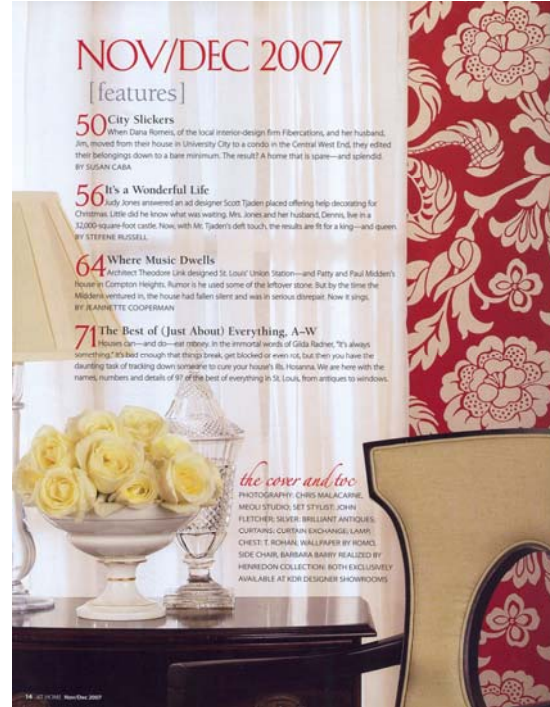 NOV/DEC 2007
[features]
50 City Slickers
When Dana Romeis, of the local interior-design firm Fibercations, and her husband,
Jim, moved from their house in University City to a condo in the Central West End, they edited
their belongings down to a bare minimum. The result? A home that is spare—and splendid.
BY SUSAN CABA
56 It's a Wonderful Life
Judy Jones answered an ad designer Scott Tjaden placed offering help decorating for
Christmas. Little did he know what was waiting. Mrs. Jones and her husband, Dennis, live in a
32,000-square-foot castle. Now, with Mr. Tjaden's deft touch, the results are fit for a king—and queen.
BY STEFENE RUSSELL
64 Where Music Dwells
Architect Theodore Link designed St. Louis' Union Station—and Patty and Paul Midden's
house in Compton Heights. Rumor is he used some of the leftover stone. But by the time the
Middens ventured in, the house had fallen silent and was in serious disrepair. Now it sings.
BY JEANNETTE COOPERMAN
71 The Best of (Just About) Everything, A–W
Houses can—and do—eat money. In the immortal words of Gilda Radner, "It's always
something." It's bad enough that things break, get blocked or even rot, but then you have the
daunting task of tracking down someone to cure your house's ills. Hosanna. We are here with the
names, numbers and details of 97 of the best of everything in St. Louis, from antiques to windows.
the cover and toc
PHOTOGRAPHY: CHRIS MALACARNE,
MEOLI STUDIO; SET STYLIST: JOHN
FLETCHER; SILVER: BRILLIANT ANTIQUES;
CURTAINS: CURTAIN EXCHANGE; LAMP,
CHEST: T. ROHAN; WALLPAPER BY ROMO,
SIDE CHAIR, BARBARA BARRY REALIZED BY
HENREDON COLLECTION: BOTH EXCLUSIVELY
AVAILABLE AT KDR DESIGNER SHOWROOMS
14 AT HOME Nov/Dec 2007